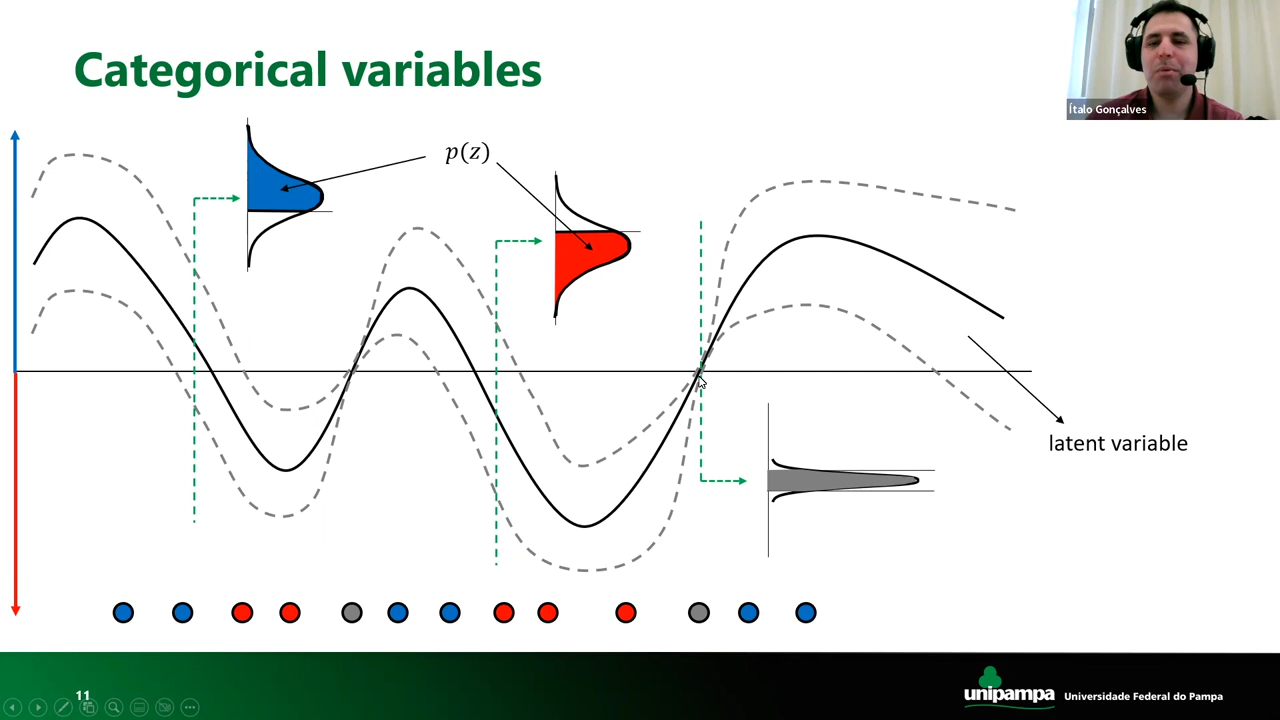 Categorical variables
Ítalo Gonçalves
p(z)
latent variable
11
unipampa
Universidade Federal do Pampa